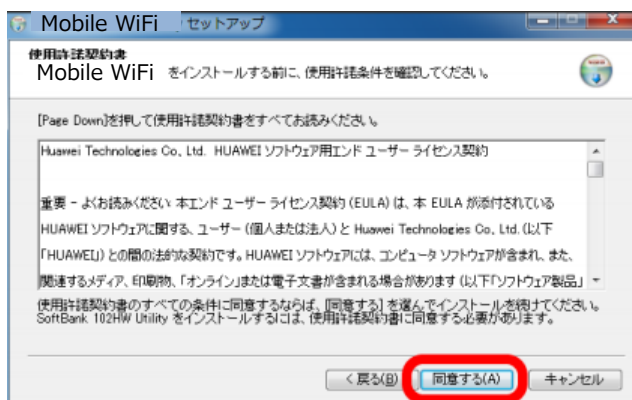 Mobile WiFi セットアップ
使用許諾契約書
Mobile WiFi をインストールする前に、使用許諾条件を確認してください。
[Page Down]を押して使用許諾契約書をすべてお読みください。
Huawei Technologies Co., Ltd. HUAWEI ソフトウェア用エンド ユーザー ライセンス契約
重要 - よくお読みください: 本エンド ユーザー ライセンス契約 (EULA) は、本 EULA が添付されている
HUAWEI ソフトウェアに関する、ユーザー (個人または法人) と Huawei Technologies Co., Ltd. (以下
「HUAWEI」) との間の法的な契約です。HUAWEI ソフトウェアには、コンピュータ ソフトウェアが含まれ、また、
関連するメディア、印刷物、「オンライン」または電子文書が含まれる場合があります (以下「ソフトウェア製品」
使用許諾契約書のすべての条件に同意するならば、[同意する] を選んでインストールを続けてください。
SoftBank 102HW Utility をインストールするには、使用許諾契約書に同意する必要があります。
< 戻る(B) 同意する(A) キャンセル